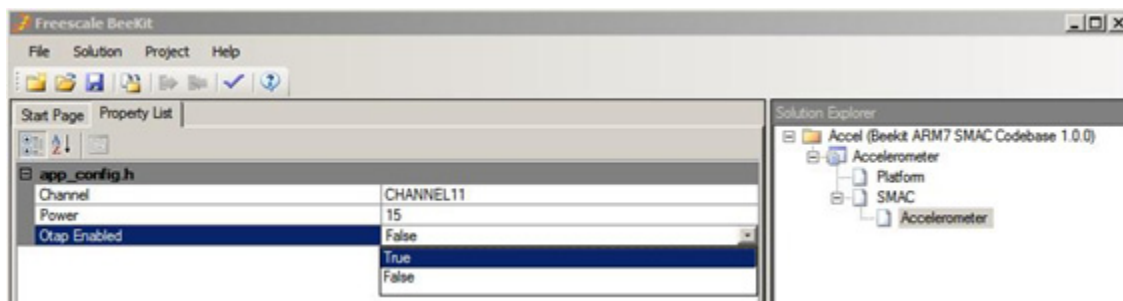 Freescale BeeKit
File Solution Project Help
Start Page Property List
app_config.h
Channel CHANNEL11
Power 15
Otap Enabled False
True
False
Solution Explorer
Accel (Beekit ARM7 SMAC Codebase 1.0.0)
Accelerometer
Platform
SMAC
Accelerometer